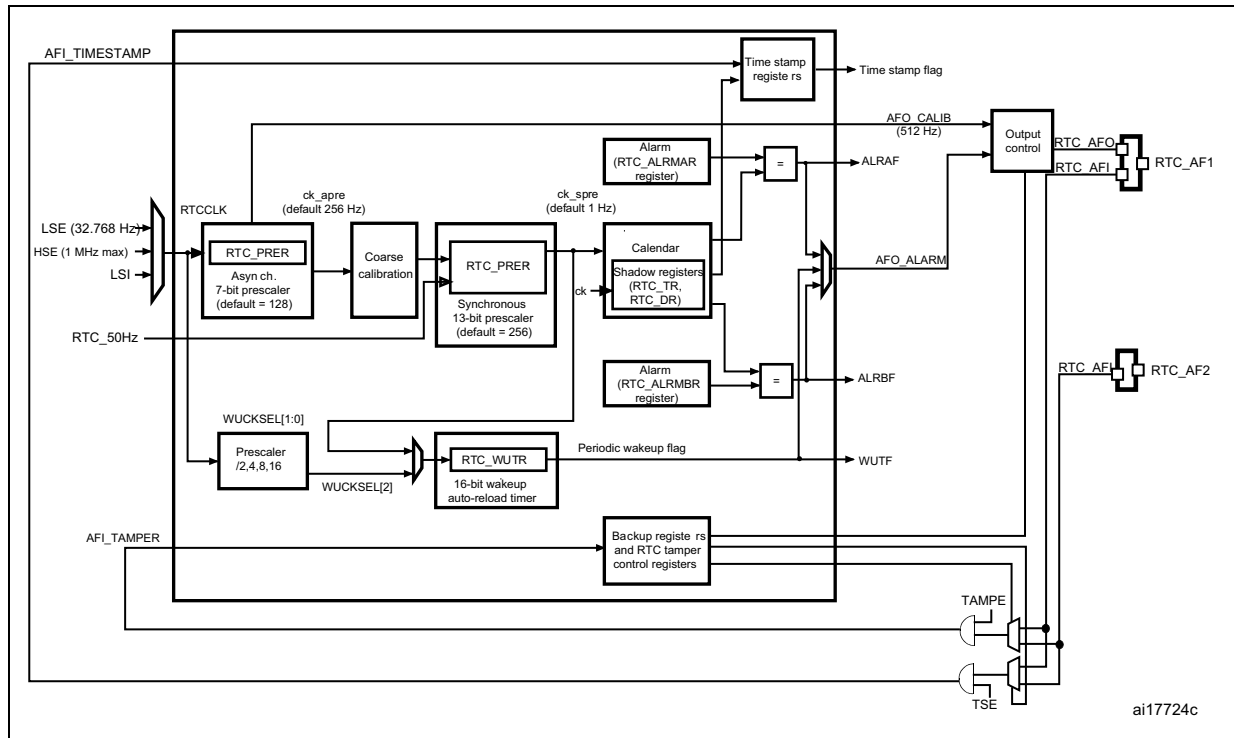 AFI_TIMESTAMP
Time stamp
registe rs
Time stamp flag
AFO_CALIB
(512 Hz)
Output
control
RTC_AFO
RTC_AFI
RTC_AF1
Alarm
(RTC_ALRMAR
register)
=
ALRAF
RTCCLK
ck_apre
(default 256 Hz)
ck_spre
(default 1 Hz)
LSE (32.768 Hz)
HSE (1 MHz max)
LSI
RTC_PRER
Asyn ch.
7-bit prescaler
(default = 128)
Coarse
calibration
RTC_PRER
Synchronous
13-bit prescaler
(default = 256)
Calendar
ck
Shadow registers
(RTC_TR,
RTC_DR)
AFO_ALARM
RTC_50Hz
Alarm
(RTC_ALRMBR
register)
=
ALRBF
RTC_AFI
RTC_AF2
WUCKSEL[1:0]
Prescaler
/2,4,8,16
WUCKSEL[2]
RTC_WUTR
16-bit wakeup
auto-reload timer
Periodic wakeup flag
WUTF
AFI_TAMPER
Backup registe rs
and RTC tamper
control registers
TAMPE
TSE
ai17724c